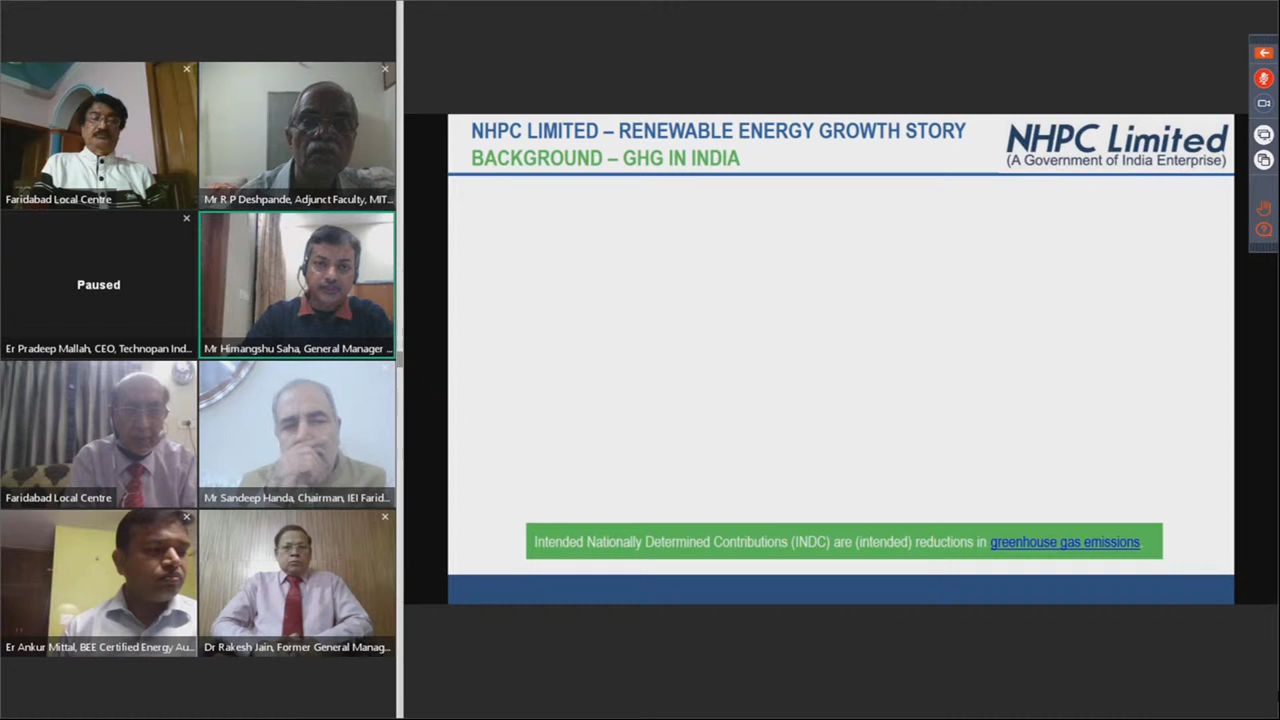 Faridabad Local Centre
Mr R P Deshpande, Adjunct Faculty, MIT...
Paused
Er Pradeep Mallah, CEO, Technopan Ind...
Mr Himangshu Saha, General Manager ...
Faridabad Local Centre
Mr Sandeep Handa, Chairman, IEI Farid...
Er Ankur Mittal, BEE Certified Energy Au...
Dr Rakesh Jain, Former General Manag...
NHPC LIMITED – RENEWABLE ENERGY GROWTH STORY
BACKGROUND – GHG IN INDIA
NHPC Limited
(A Government of India Enterprise)
Intended Nationally Determined Contributions (INDC) are (intended) reductions in greenhouse gas emissions